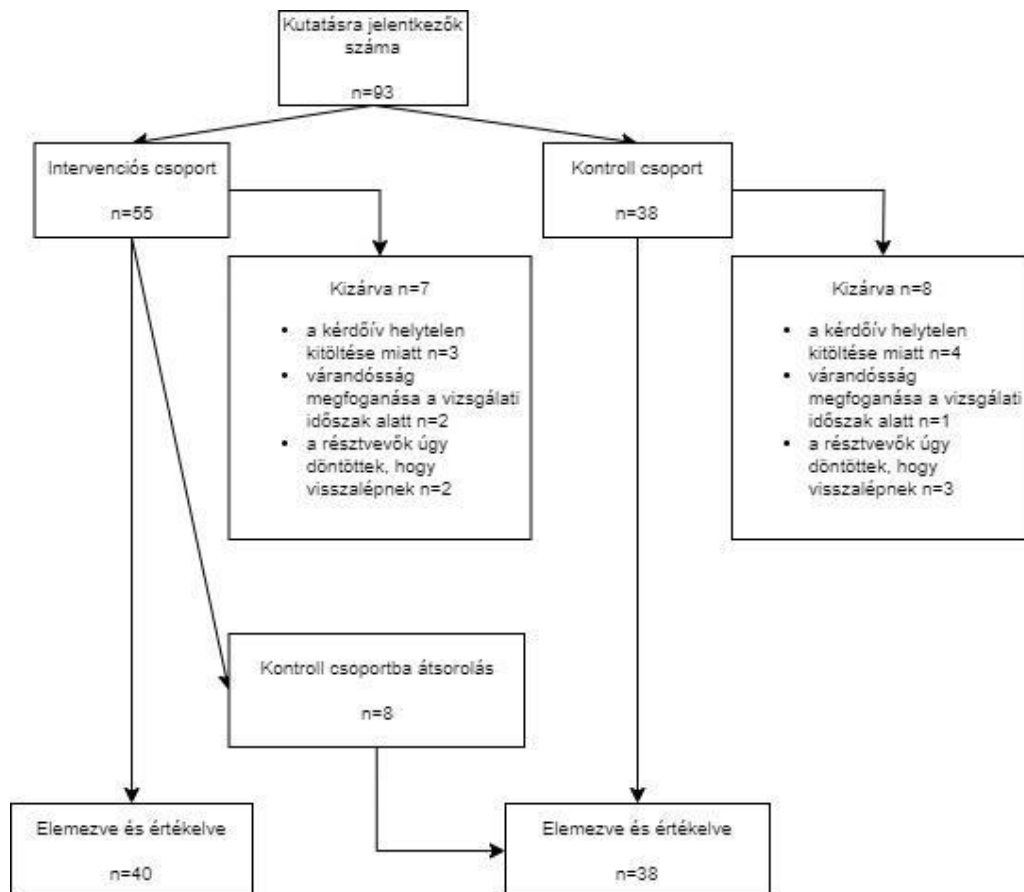 Kutatásra jelentkezők
száma
n=93
Intervenciós csoport
n=55
Kontroll csoport
n=38
Kizárva n=7
• a kérdőív helytelen
kitöltése miatt n=3
• várandósság
megfoganása a vizsgálati
időszak alatt n=2
• a résztvevők úgy
döntöttek, hogy
visszalépnek n=2
Kizárva n=8
• a kérdőív helytelen
kitöltése miatt n=4
• várandósság
megfoganása a vizsgálati
időszak alatt n=1
• a résztvevők úgy
döntöttek, hogy
visszalépnek n=3
Kontroll csoportba átsorolás
n=8
Elemezve és értékelve
n=40
Elemezve és értékelve
n=38